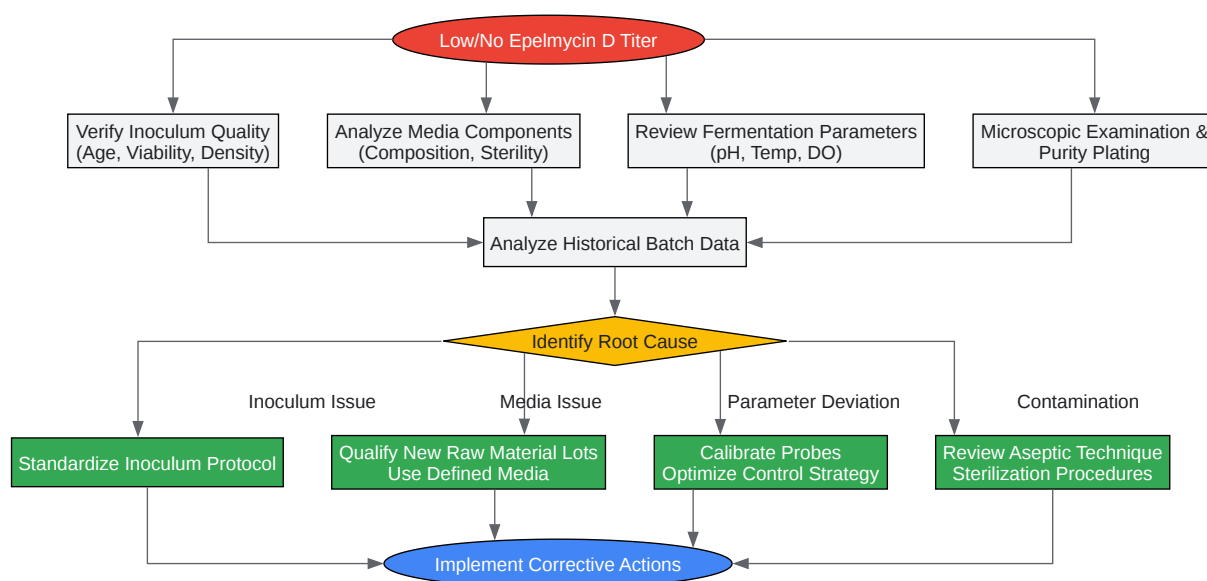 Low/No Epelmycin D Titer
Verify Inoculum Quality
(Age, Viability, Density)
Analyze Media Components
(Composition, Sterility)
Review Fermentation Parameters
(pH, Temp, DO)
Microscopic Examination &
Purity Plating
Analyze Historical Batch Data
Identify Root Cause
Inoculum Issue
Media Issue
Parameter Deviation
Contamination
Standardize Inoculum Protocol
Qualify New Raw Material Lots
Use Defined Media
Calibrate Probes
Optimize Control Strategy
Review Aseptic Technique
Sterilization Procedures
Implement Corrective Actions